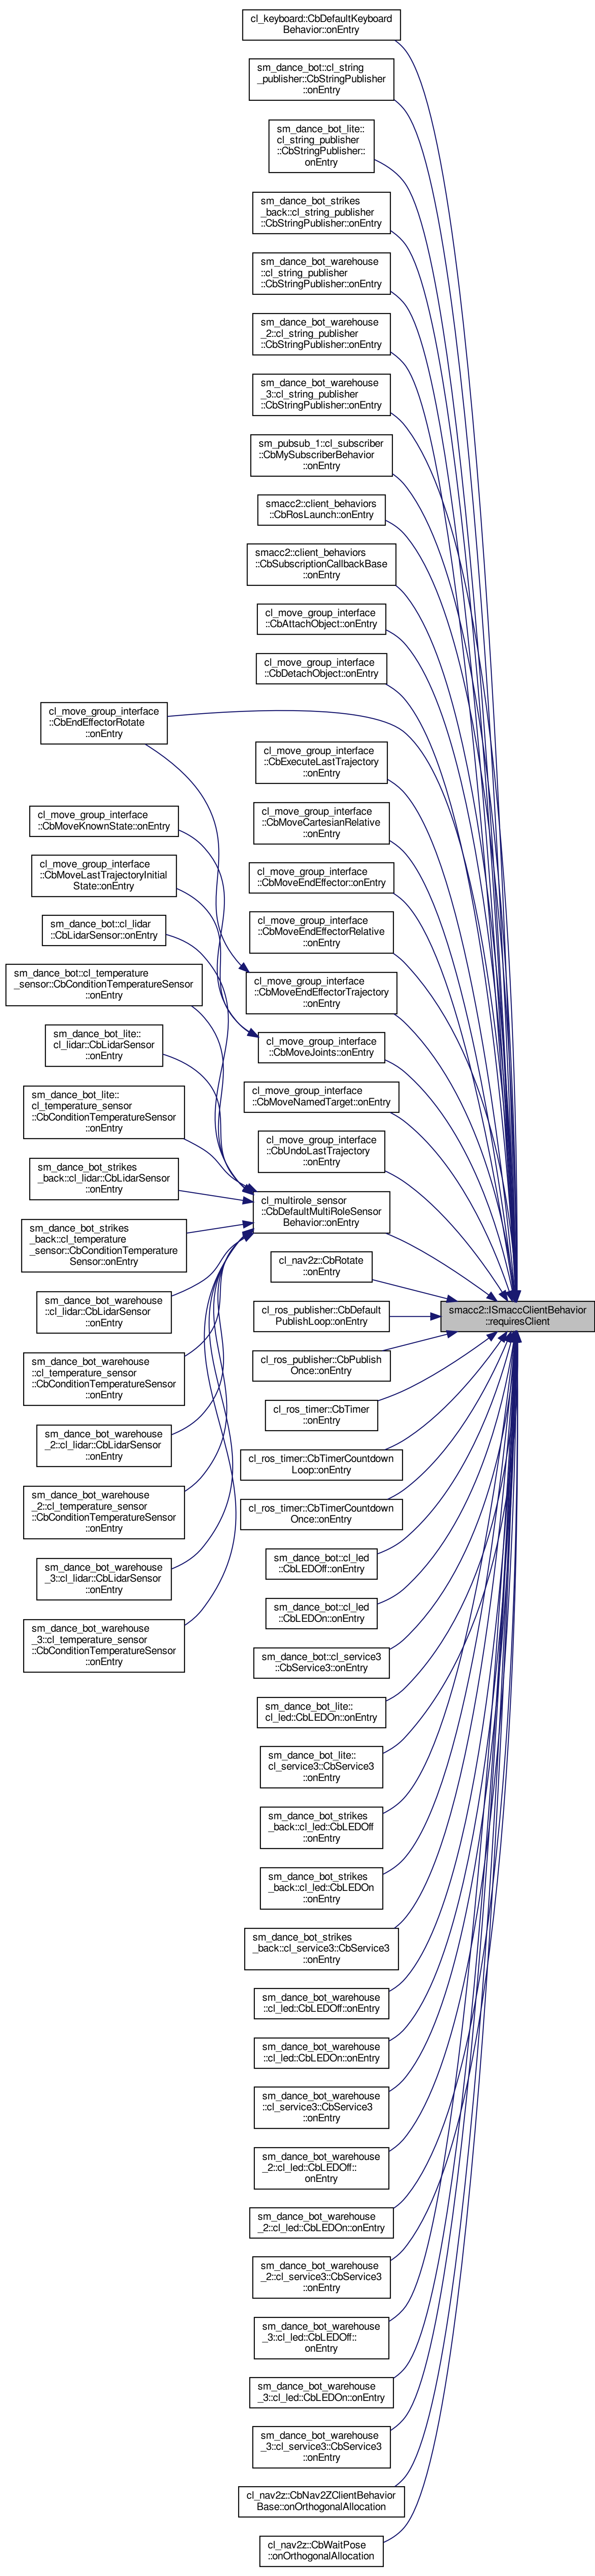 cl_keyboard::CbDefaultKeyboard
Behavior::onEntry
sm_dance_bot::cl_string
_publisher::CbStringPublisher
::onEntry
sm_dance_bot_lite::
cl_string_publisher
::CbStringPublisher::
onEntry
sm_dance_bot_strikes
_back::cl_string_publisher
::CbStringPublisher::onEntry
sm_dance_bot_warehouse
::cl_string_publisher
::CbStringPublisher::onEntry
sm_dance_bot_warehouse
_2::cl_string_publisher
::CbStringPublisher::onEntry
sm_dance_bot_warehouse
_3::cl_string_publisher
::CbStringPublisher::onEntry
sm_pubsub_1::cl_subscriber
::CbMySubscriberBehavior
::onEntry
smacc2::client_behaviors
::CbRosLaunch::onEntry
smacc2::client_behaviors
::CbSubscriptionCallbackBase
::onEntry
cl_move_group_interface
::CbAttachObject::onEntry
cl_move_group_interface
::CbDetachObject::onEntry
cl_move_group_interface
::CbEndEffectorRotate
::onEntry
cl_move_group_interface
::CbExecuteLastTrajectory
::onEntry
cl_move_group_interface
::CbMoveCartesianRelative
::onEntry
cl_move_group_interface
::CbMoveKnownState::onEntry
cl_move_group_interface
::CbMoveLastTrajectoryInitial
State::onEntry
cl_move_group_interface
::CbMoveEndEffector::onEntry
cl_move_group_interface
::CbMoveEndEffectorRelative
::onEntry
sm_dance_bot::cl_lidar
::CbLidarSensor::onEntry
sm_dance_bot::cl_temperature
_sensor::CbConditionTemperatureSensor
::onEntry
cl_move_group_interface
::CbMoveEndEffectorTrajectory
::onEntry
sm_dance_bot_lite::
cl_lidar::CbLidarSensor
::onEntry
cl_move_group_interface
::CbMoveJoints::onEntry
sm_dance_bot_lite::
cl_temperature_sensor
::CbConditionTemperatureSensor
::onEntry
cl_move_group_interface
::CbMoveNamedTarget::onEntry
cl_move_group_interface
::CbUndoLastTrajectory
::onEntry
sm_dance_bot_strikes
_back::cl_lidar::CbLidarSensor
::onEntry
cl_multirole_sensor
::CbDefaultMultiRoleSensor
Behavior::onEntry
sm_dance_bot_strikes
_back::cl_temperature
_sensor::CbConditionTemperature
Sensor::onEntry
cl_nav2z::CbRotate
::onEntry
sm_dance_bot_warehouse
::cl_lidar::CbLidarSensor
::onEntry
cl_ros_publisher::CbDefault
PublishLoop::onEntry
smacc2::ISmaccClientBehavior
::requiresClient
sm_dance_bot_warehouse
::cl_temperature_sensor
::CbConditionTemperatureSensor
::onEntry
cl_ros_publisher::CbPublish
Once::onEntry
cl_ros_timer::CbTimer
::onEntry
sm_dance_bot_warehouse
_2::cl_lidar::CbLidarSensor
::onEntry
cl_ros_timer::CbTimerCountdown
Loop::onEntry
sm_dance_bot_warehouse
_2::cl_temperature_sensor
::CbConditionTemperatureSensor
::onEntry
cl_ros_timer::CbTimerCountdown
Once::onEntry
sm_dance_bot_warehouse
_3::cl_lidar::CbLidarSensor
::onEntry
sm_dance_bot::cl_led
::CbLEDOff::onEntry
sm_dance_bot::cl_led
::CbLEDOn::onEntry
sm_dance_bot_warehouse
_3::cl_temperature_sensor
::CbConditionTemperatureSensor
::onEntry
sm_dance_bot::cl_service3
::CbService3::onEntry
sm_dance_bot_lite::
cl_led::CbLEDOn::onEntry
sm_dance_bot_lite::
cl_service3::CbService3
::onEntry
sm_dance_bot_strikes
_back::cl_led::CbLEDOff
::onEntry
sm_dance_bot_strikes
_back::cl_led::CbLEDOn
::onEntry
sm_dance_bot_strikes
_back::cl_service3::CbService3
::onEntry
sm_dance_bot_warehouse
::cl_led::CbLEDOff::onEntry
sm_dance_bot_warehouse
::cl_led::CbLEDOn::onEntry
sm_dance_bot_warehouse
::cl_service3::CbService3
::onEntry
sm_dance_bot_warehouse
_2::cl_led::CbLEDOff::
onEntry
sm_dance_bot_warehouse
_2::cl_led::CbLEDOn::onEntry
sm_dance_bot_warehouse
_2::cl_service3::CbService3
::onEntry
sm_dance_bot_warehouse
_3::cl_led::CbLEDOff::
onEntry
sm_dance_bot_warehouse
_3::cl_led::CbLEDOn::onEntry
sm_dance_bot_warehouse
_3::cl_service3::CbService3
::onEntry
cl_nav2z::CbNav2ZClientBehavior
Base::onOrthogonalAllocation
cl_nav2z::CbWaitPose
::onOrthogonalAllocation